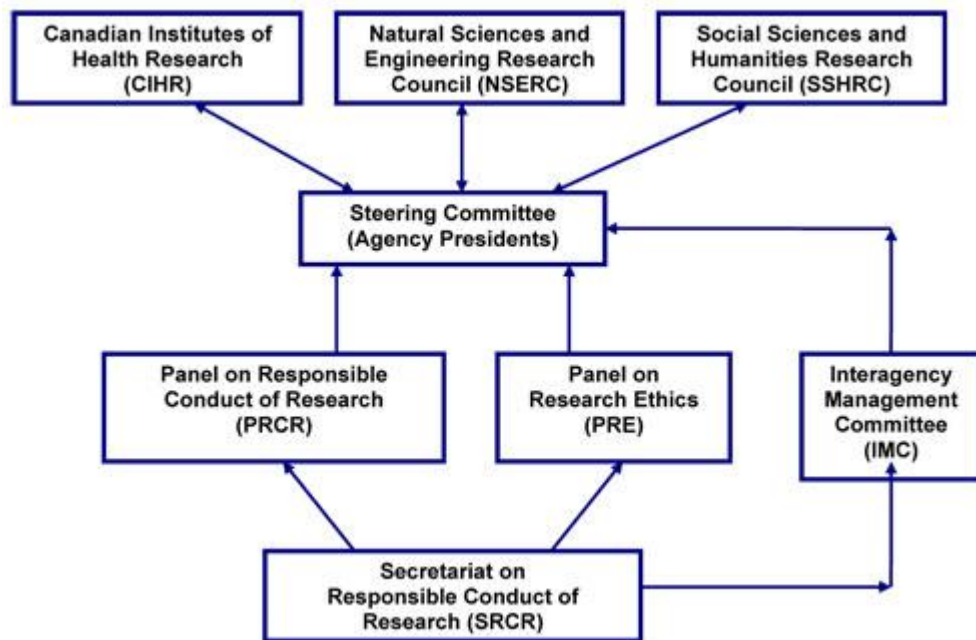 Canadian Institutes of
Health Research
(CIHR)
Natural Sciences and
Engineering Research
Council (NSERC)
Social Sciences and
Humanities Research
Council (SSHRC)
Steering Committee
(Agency Presidents)
Panel on Responsible
Conduct of Research
(PRCR)
Panel on
Research Ethics
(PRE)
Interagency
Management
Committee
(IMC)
Secretariat on
Responsible Conduct of
Research (SRCR)